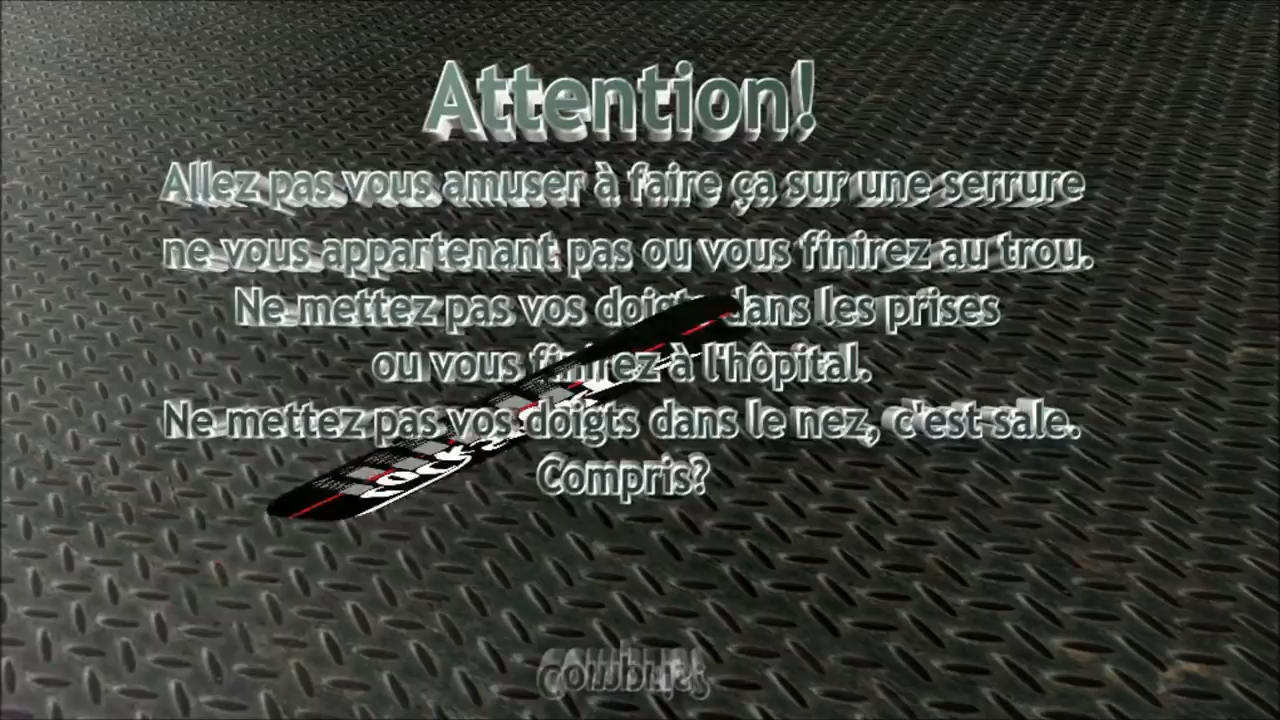 Attention!
Allez pas vous amuser à faire ça sur une serrure
ne vous appartenant pas ou vous finirez au trou.
Ne mettez pas vos doigts dans les prises
ou vous finirez à l'hôpital.
Ne mettez pas vos doigts dans le nez, c'est sale.
Compris?